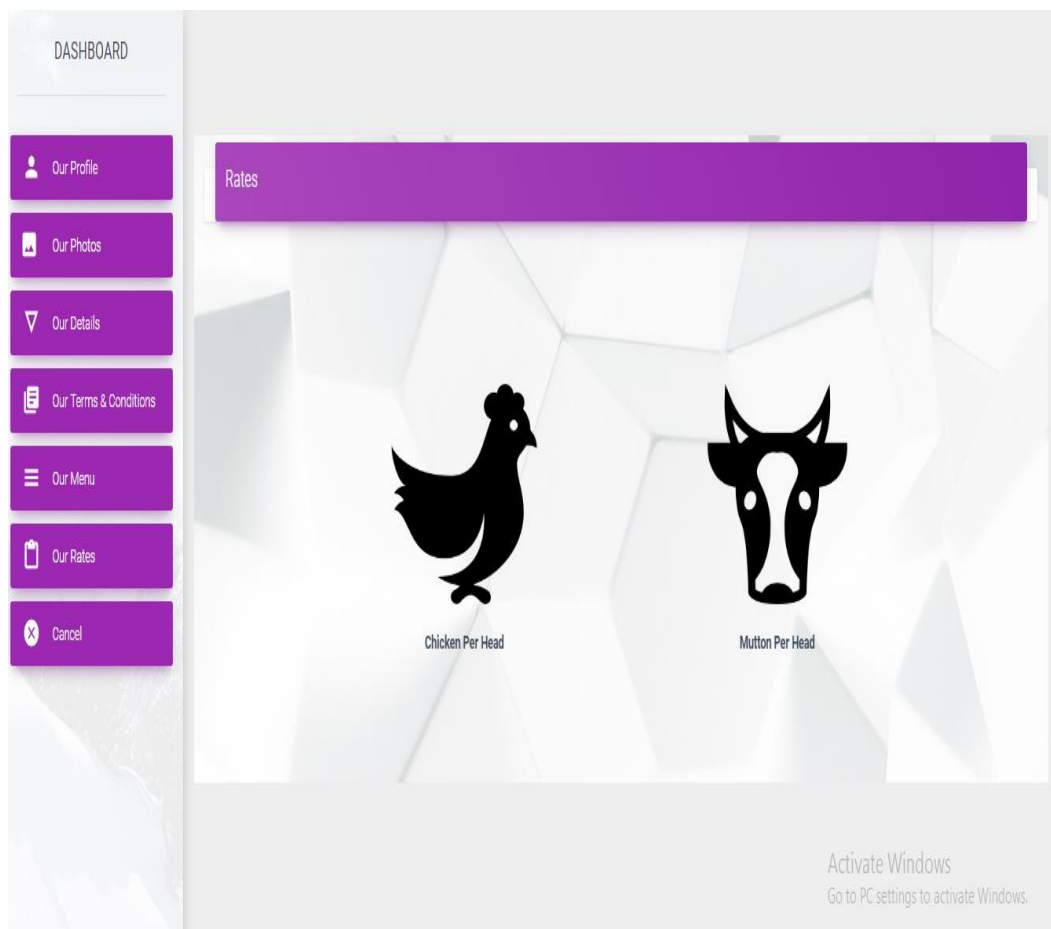 DASHBOARD
Our Profile
Our Photos
Our Details
Our Terms & Conditions
Our Menu
Our Rates
Cancel
Rates
Chicken Per Head
Mutton Per Head
Activate Windows
Go to PC settings to activate Windows.